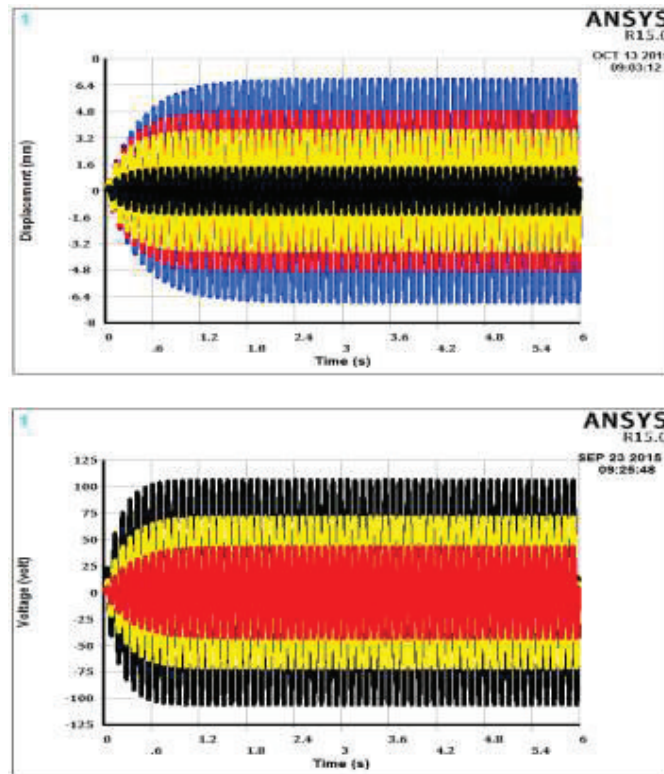 1
ANSYS
R15.0
OCT 13 2015
09:03:12
8
6.4
4.8
3.2
1.6
0
-1.6
-3.2
-4.8
-6.4
-8
Displacement (mm)
0 1.2 2.4 3.6 4.8 6
.6 1.8 3 4.2 5.4
Time (s)
1
ANSYS
R15.0
SEP 23 2015
09:26:48
125
100
75
50
25
0
-25
-50
-75
-100
-125
Voltage (volt)
0 1.2 2.4 3.6 4.8 6
.6 1.8 3 4.2 5.4
Time (s)